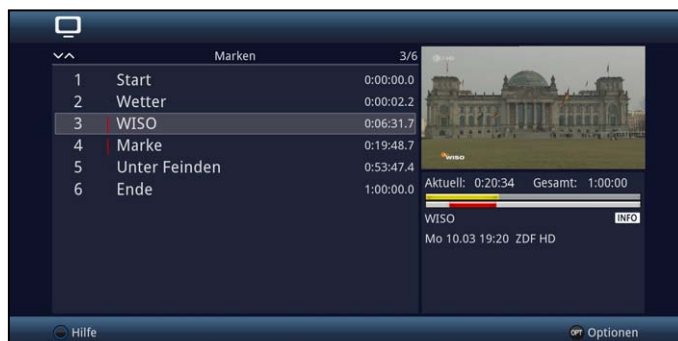 Marken 3/6
1 Start 0:00:00.0
2 Wetter 0:00:02.2
3 WISO 0:06:31.7
4 Marke 0:19:48.7
5 Unter Feinden 0:53:47.4
6 Ende 1:00:00.0
WISO
Aktuell: 0:20:34 Gesamt: 1:00:00
WISO INFO
Mo 10.03 19:20 ZDF HD
Hilfe OPT Optionen